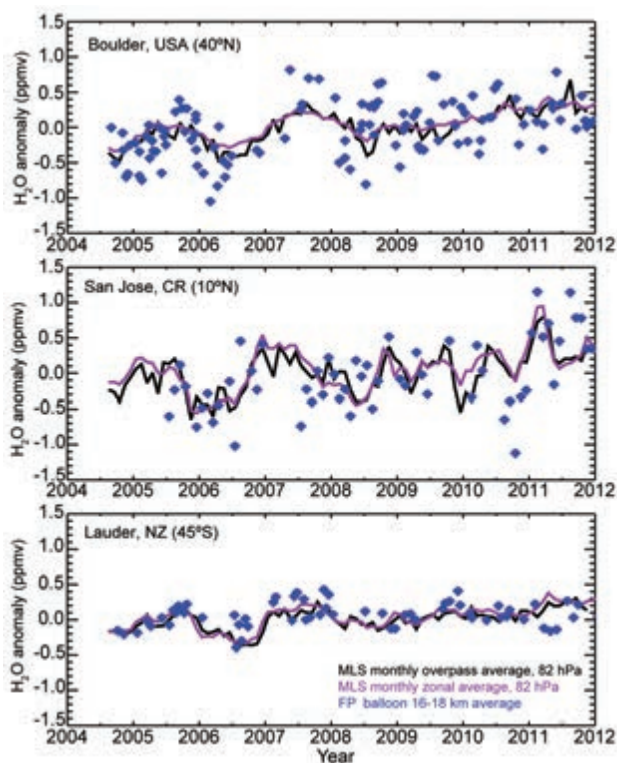 Boulder, USA (40ºN)
H2O anomaly (ppmv)
1.5
1.0
0.5
0.0
-0.5
-1.0
-1.5
2004 2005 2006 2007 2008 2009 2010 2011 2012
San Jose, CR (10ºN)
H2O anomaly (ppmv)
1.5
1.0
0.5
0.0
-0.5
-1.0
-1.5
2004 2005 2006 2007 2008 2009 2010 2011 2012
Lauder, NZ (45ºS)
H2O anomaly (ppmv)
1.5
1.0
0.5
0.0
-0.5
-1.0
-1.5
MLS monthly overpass average, 82 hPa
MLS monthly zonal average, 82 hPa
FP balloon 16-18 km average
2004 2005 2006 2007 2008 2009 2010 2011 2012
Year